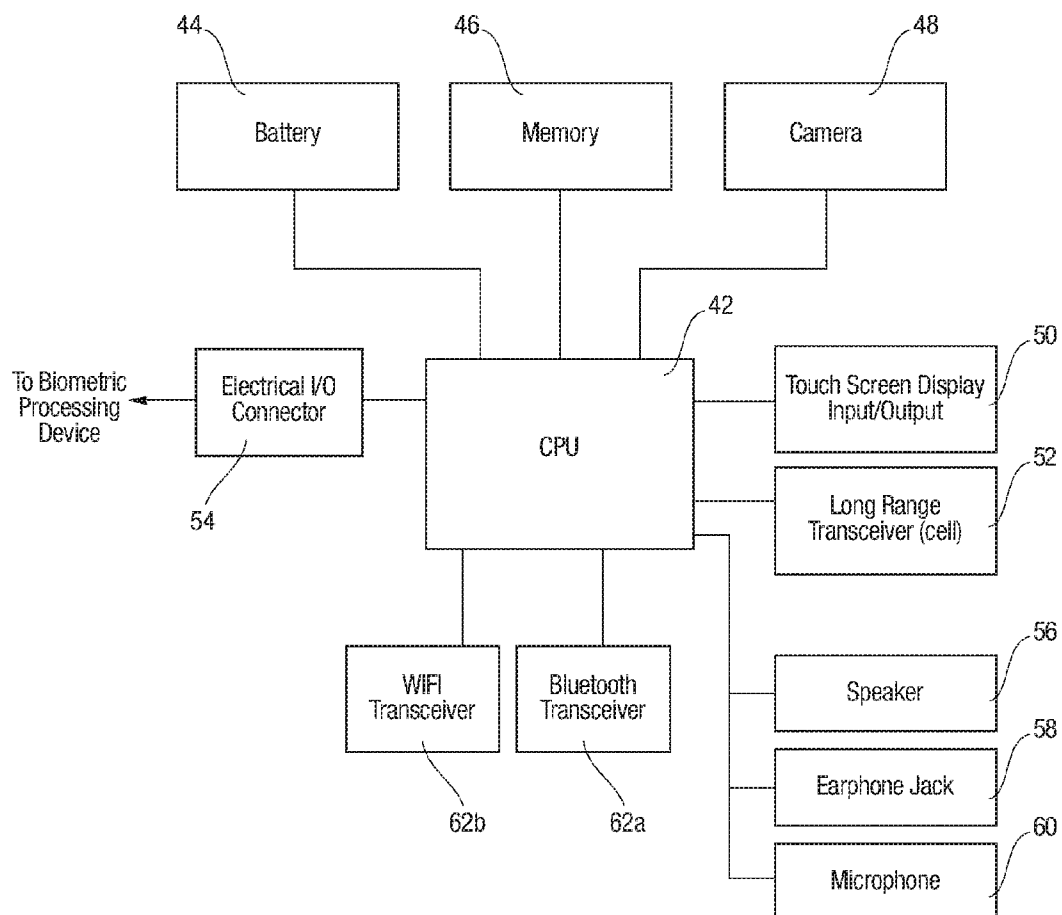 44
46
48
Battery
Memory
Camera
42
50
To Biometric
Processing
Device
Electrical I/O
Connector
54
CPU
Touch Screen Display
Input/Output
52
Long Range
Transceiver (cell)
WIFI
Transceiver
Bluetooth
Transceiver
62b
62a
56
Speaker
58
Earphone Jack
60
Microphone